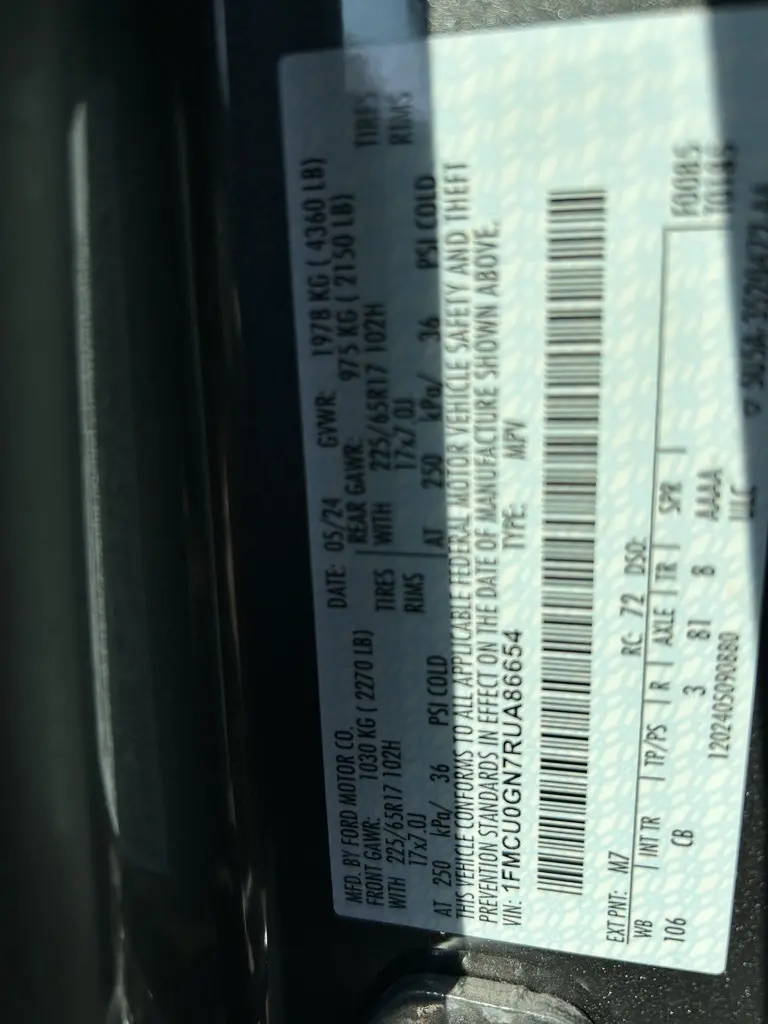 MFD. BY FORD MOTOR CO.
DATE: 05/24 GVWR: 1978 KG ( 4360 LB)
FRONT GAWR: 1030 KG ( 2270 LB) REAR GAWR: 975 KG ( 2150 LB)
WITH 225/65R17 102H TIRES WITH 225/65R17 102H TIRES
17x7.0J RIMS 17x7.0J RIMS
AT 250 kPa/ 36 PSI COLD AT 250 kPa/ 36 PSI COLD
THIS VEHICLE CONFORMS TO ALL APPLICABLE FEDERAL MOTOR VEHICLE SAFETY AND THEFT
PREVENTION STANDARDS IN EFFECT ON THE DATE OF MANUFACTURE SHOWN ABOVE.
VIN: 1FMCU0GN7RUA86654 TYPE: MPV
EXT PNT: M7 RC: 72 DSO: F0085
WB INT TR TP/PS R AXLE TR SPR
106 CB 3 B1 8 AAAA
1202405090880 ULC